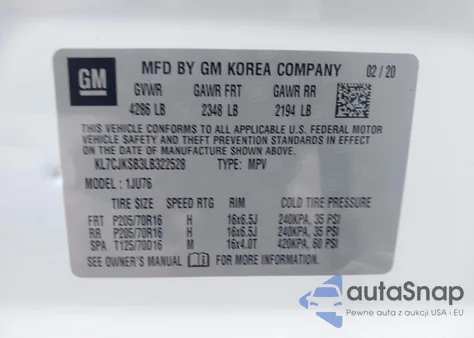 GM MFD BY GM KOREA COMPANY 02/20
GVWR GAWR FRT GAWR RR
4286 LB 2348 LB 2194 LB
THIS VEHICLE CONFORMS TO ALL APPLICABLE U.S. FEDERAL MOTOR
VEHICLE SAFETY AND THEFT PREVENTION STANDARDS IN EFFECT ON
THE DATE OF MANUFACTURE SHOWN ABOVE.
KL7CJKSB3LB322528 TYPE: MPV
MODEL: 1JU76
TIRE SIZE SPEED RTG RIM COLD TIRE PRESSURE
FRT P205/70R16 H 16x6.5J 240KPA, 35 PSI
RR P205/70R16 H 16x6.5J 240KPA, 35 PSI
SPA T125/70D16 M 16x4.0T 420KPA, 60 PSI
SEE OWNER'S MANUAL FOR MORE INFORMATION.
autaSnap
Pewne auta z aukcji USA - EU